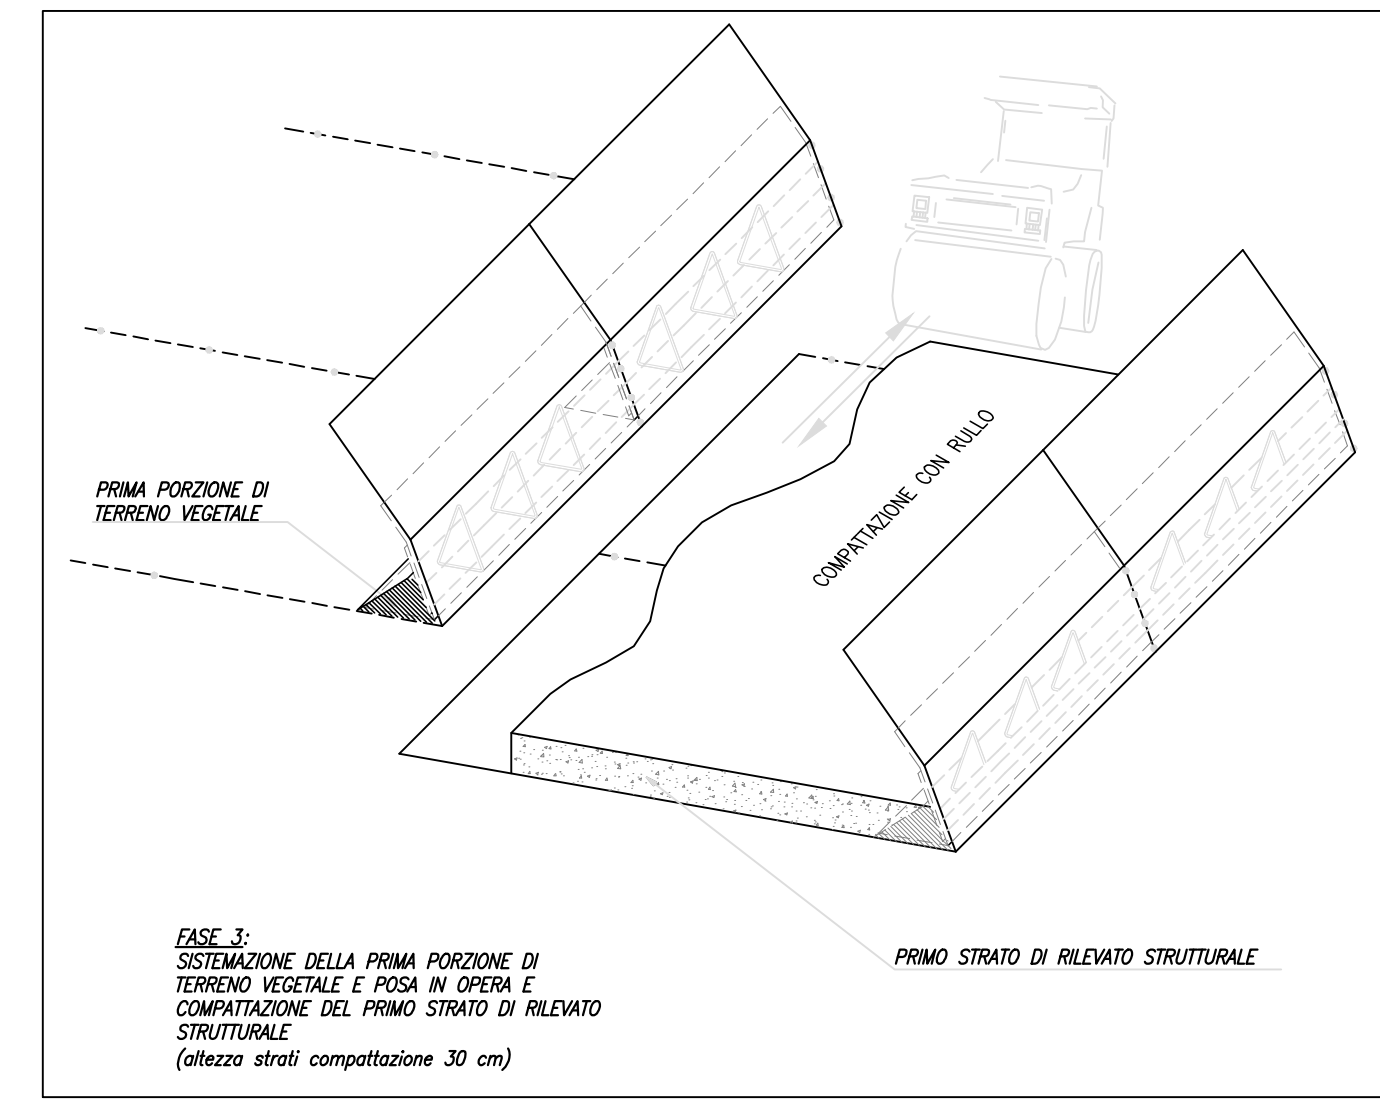 COMPATTAZIONE CON RULLO
PRIMA PORZIONE DI
TERRENO VEGETALE
PRIMO STRATO DI RILEVATO STRUTTURALE
FASE 3:
SISTEMAZIONE DELLA PRIMA PORZIONE DI
TERRENO VEGETALE E POSA IN OPERA E
COMPATTAZIONE DEL PRIMO STRATO DI RILEVATO
STRUTTURALE
(altezza strati compattazione 30 cm)